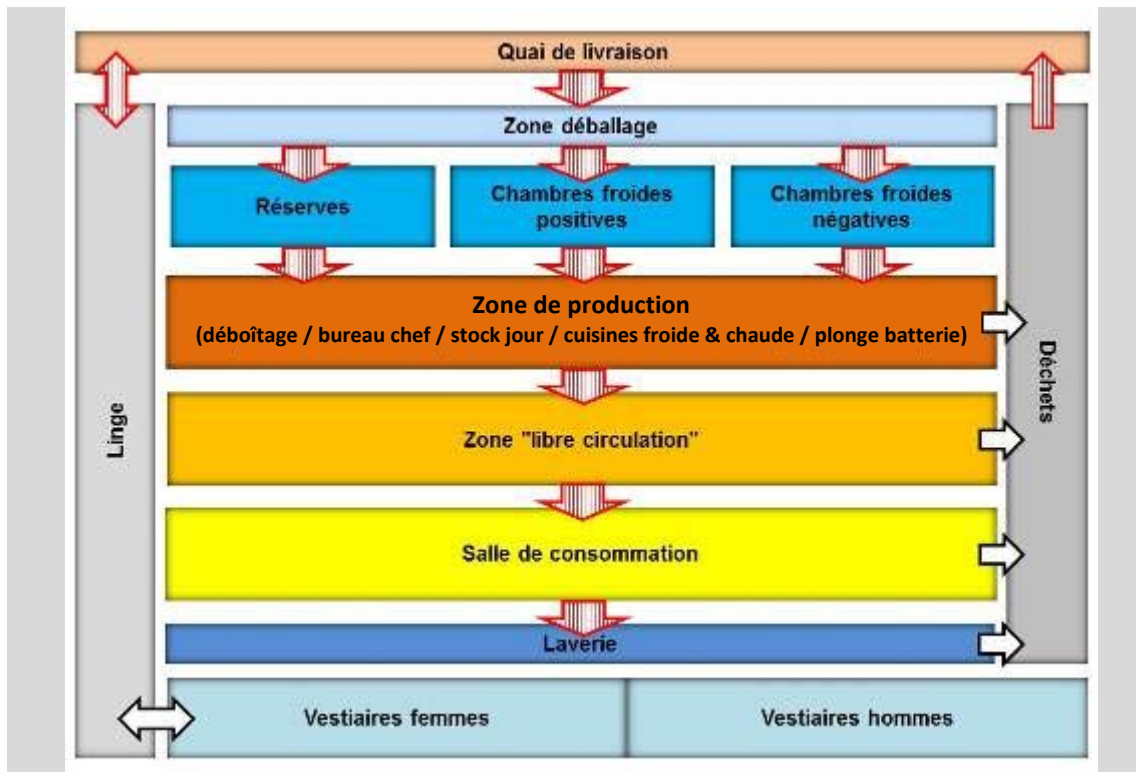 Quai de livraison
Zone déballage
Réserves
Chambres froides
positives
Chambres froides
négatives
Zone de production
(déboîtage / bureau chef / stock jour / cuisines froide & chaude / plonge batterie)
Linge
Déchets
Zone "libre circulation"
Salle de consommation
Laverie
Vestiaires femmes
Vestiaires hommes